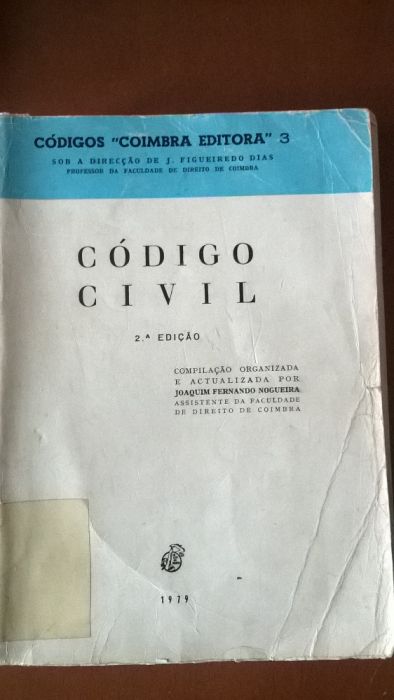 CÓDIGOS "COIMBRA EDITORA" 3
SOB A DIRECÇÃO DE J. FIGUEIREDO DIAS
PROFESSOR DA FACULDADE DE DIREITO DE COIMBRA
CÓDIGO
CIVIL
2.ª EDIÇÃO
COMPILAÇÃO ORGANIZADA
E ACTUALIZADA POR
JOAQUIM FERNANDO NOGUEIRA
ASSISTENTE DA FACULDADE
DE DIREITO DE COIMBRA
1979